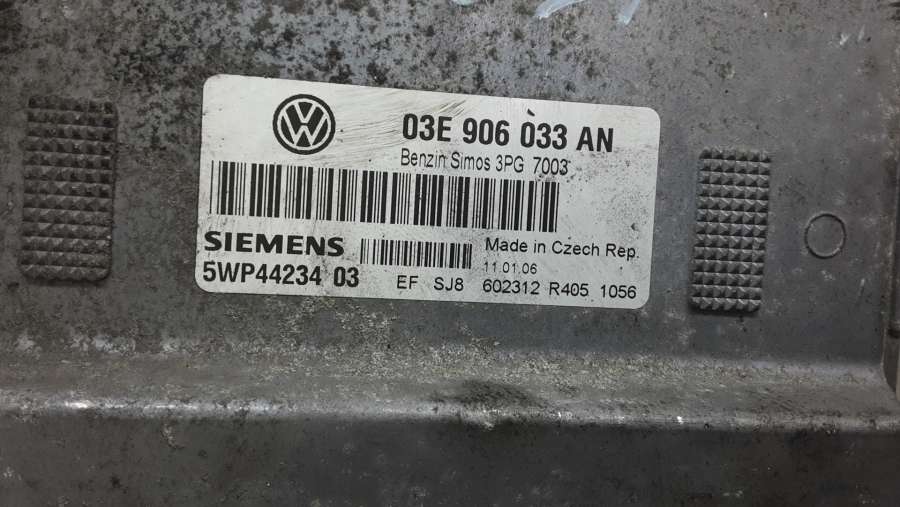 VW
03E 906 033 AN
Benzin Simos 3PG 7003
SIEMENS
Made in Czech Rep.
5WP44234 03
11.01.06
EF SJ8 602312 R405 1056